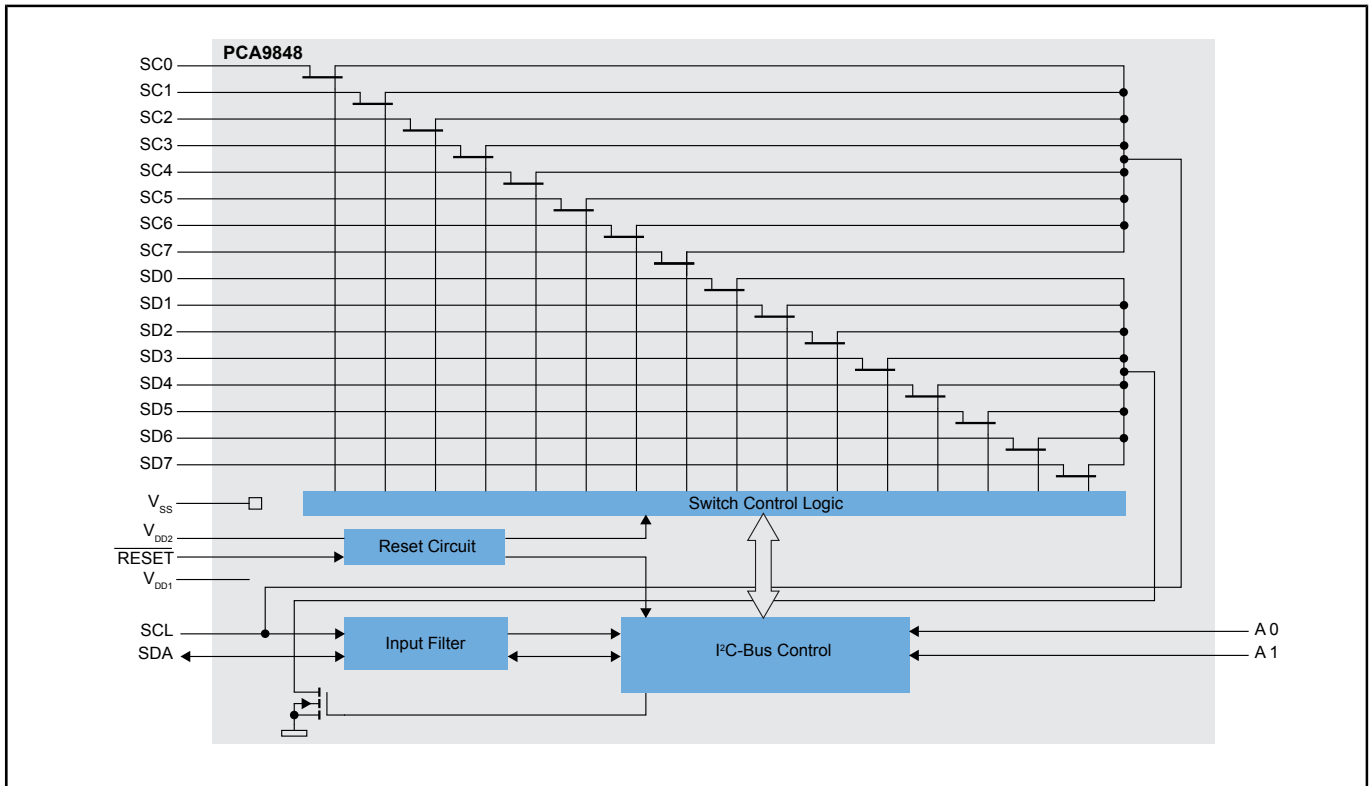 PCA9848
SC0
SC1
SC2
SC3
SC4
SC5
SC6
SC7
SD0
SD1
SD2
SD3
SD4
SD5
SD6
SD7
VSS
Switch Control Logic
VDD2
Reset Circuit
RESET
VDD1
SCL
Input Filter
I²C-Bus Control
A 0
SDA
A 1